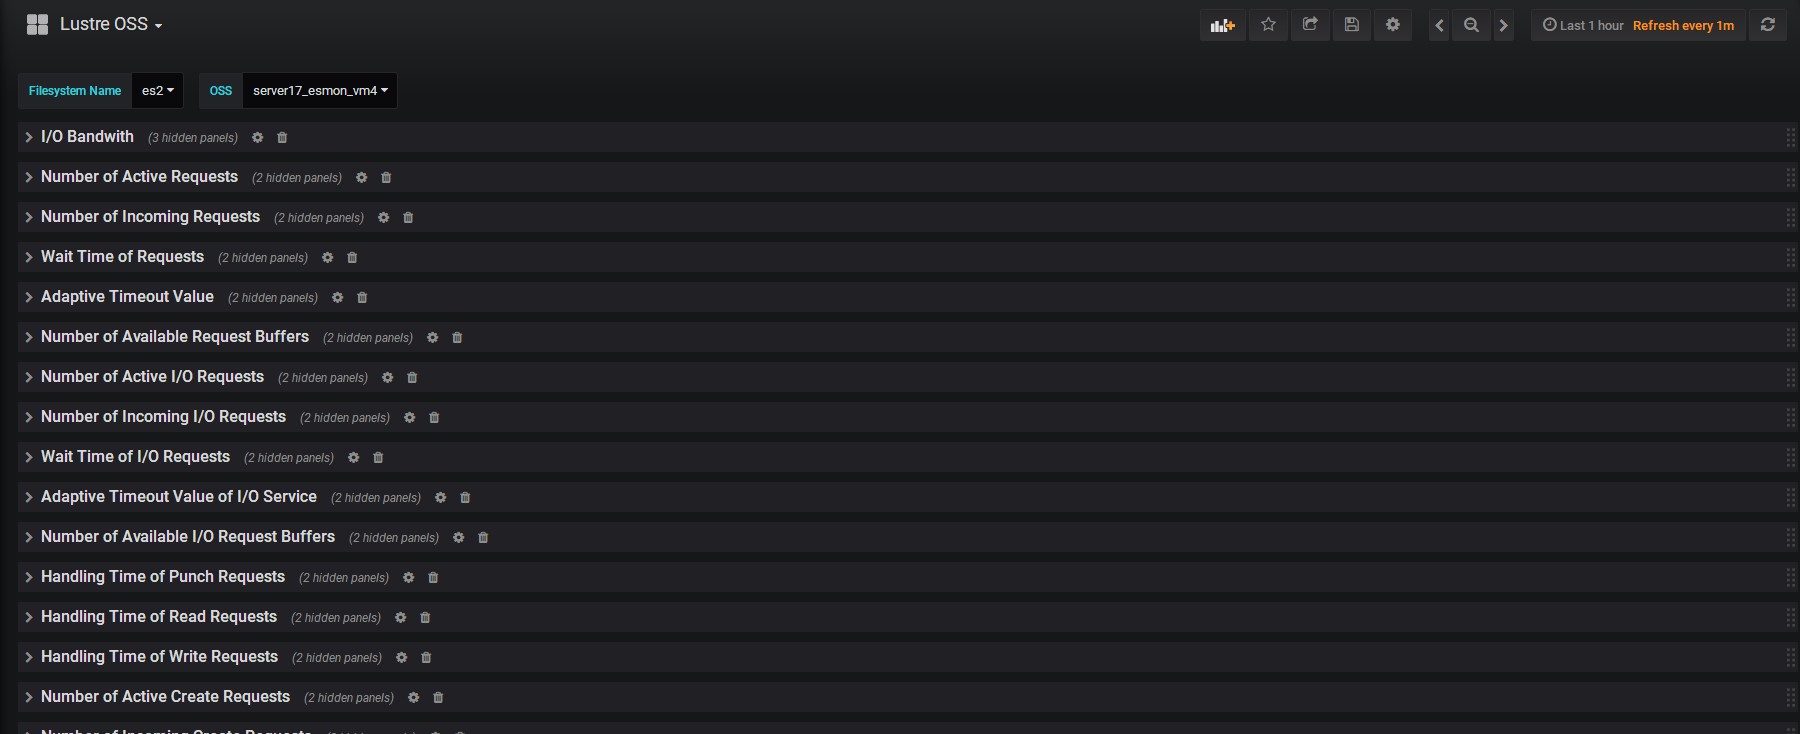 Lustre OSS
Last 1 hour Refresh every 1m
Filesystem Name es2 OSS server17_esmon_vm4
I/O Bandwith (3 hidden panels)
Number of Active Requests (2 hidden panels)
Number of Incoming Requests (2 hidden panels)
Wait Time of Requests (2 hidden panels)
Adaptive Timeout Value (2 hidden panels)
Number of Available Request Buffers (2 hidden panels)
Number of Active I/O Requests (2 hidden panels)
Number of Incoming I/O Requests (2 hidden panels)
Wait Time of I/O Requests (2 hidden panels)
Adaptive Timeout Value of I/O Service (2 hidden panels)
Number of Available I/O Request Buffers (2 hidden panels)
Handling Time of Punch Requests (2 hidden panels)
Handling Time of Read Requests (2 hidden panels)
Handling Time of Write Requests (2 hidden panels)
Number of Active Create Requests (2 hidden panels)
Number of Incoming Create Requests